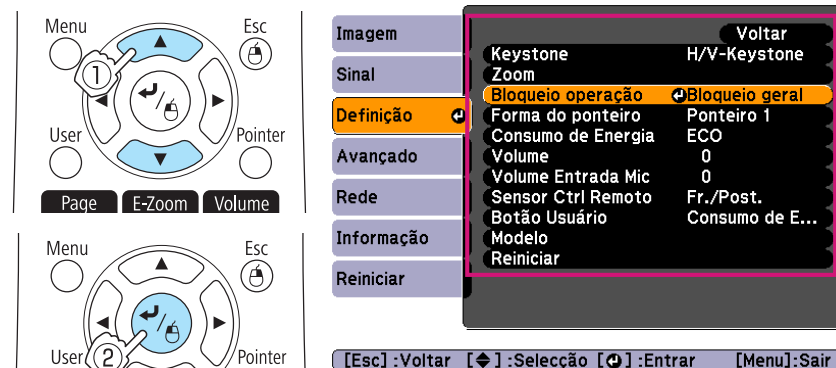 Menu Esc
1
User Pointer
Page E-Zoom Volume
Menu Esc
User 2 Pointer
Imagem
Sinal
Definição
Avançado
Rede
Informação
Reiniciar
Voltar
Keystone H/V-Keystone
Zoom
Bloqueio operação Bloqueio geral
Forma do ponteiro Ponteiro 1
Consumo de Energia ECO
Volume 0
Volume Entrada Mic 0
Sensor Ctrl Remoto Fr./Post.
Botão Usuário Consumo de E...
Modelo
Reiniciar
[Esc] :Voltar [◆] :Selecção [⏎] :Entrar [Menu]:Sair